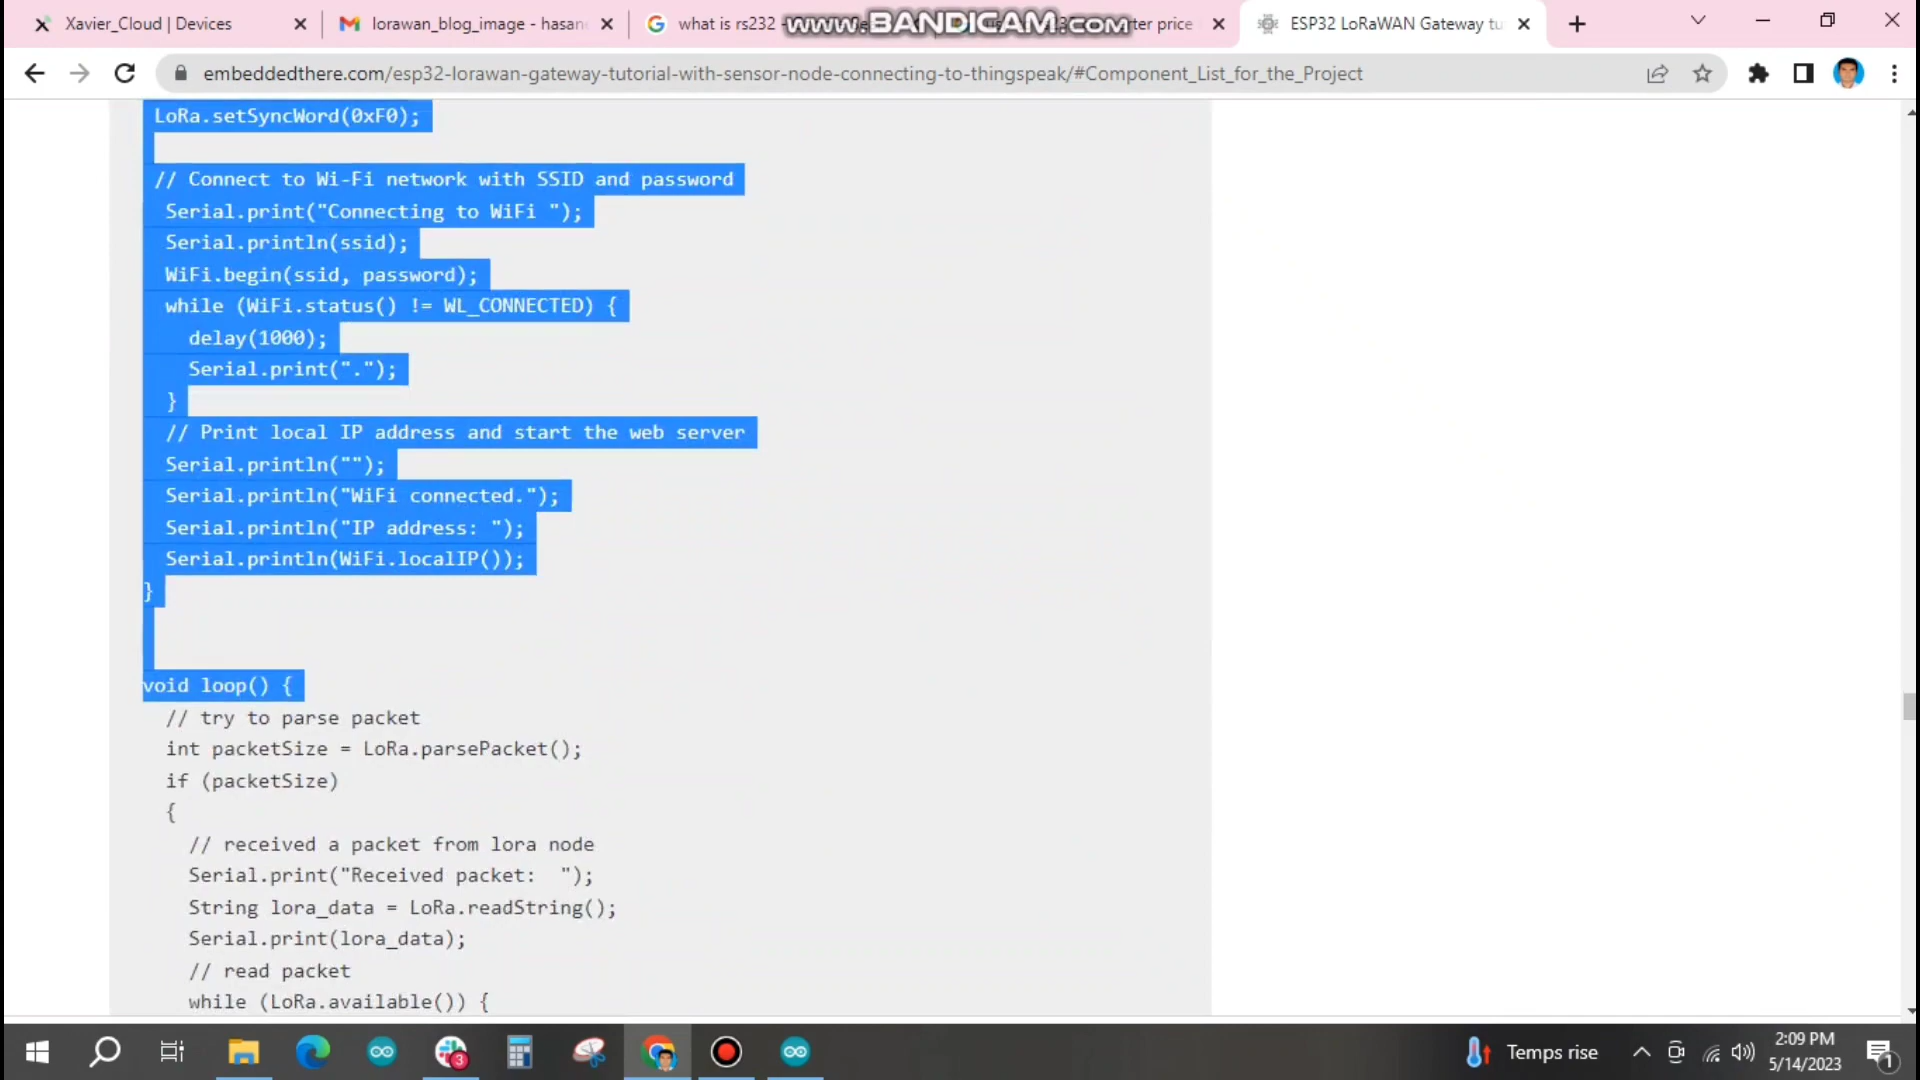 Xavier_Cloud | Devices
lorawan_blog_image - hasan
what is rs232 -
www.BANDICAM.com
rter price
ESP32 LoRaWAN Gateway tu
embeddedthere.com/esp32-lorawan-gateway-tutorial-with-sensor-node-connecting-to-thingspeak/#Component_List_for_the_Project
LoRa.setSyncWord(0xF0);
// Connect to Wi-Fi network with SSID and password
Serial.print("Connecting to WiFi ");
Serial.println(ssid);
WiFi.begin(ssid, password);
while (WiFi.status() != WL_CONNECTED) {
delay(1000);
Serial.print(".");
}
// Print local IP address and start the web server
Serial.println("");
Serial.println("WiFi connected.");
Serial.println("IP address: ");
Serial.println(WiFi.localIP());
}
void loop() {
// try to parse packet
int packetSize = LoRa.parsePacket();
if (packetSize)
{
// received a packet from lora node
Serial.print("Received packet:  ");
String lora_data = LoRa.readString();
Serial.print(lora_data);
// read packet
while (LoRa.available()) {
3
Temps rise
2:09 PM
5/14/2023
1